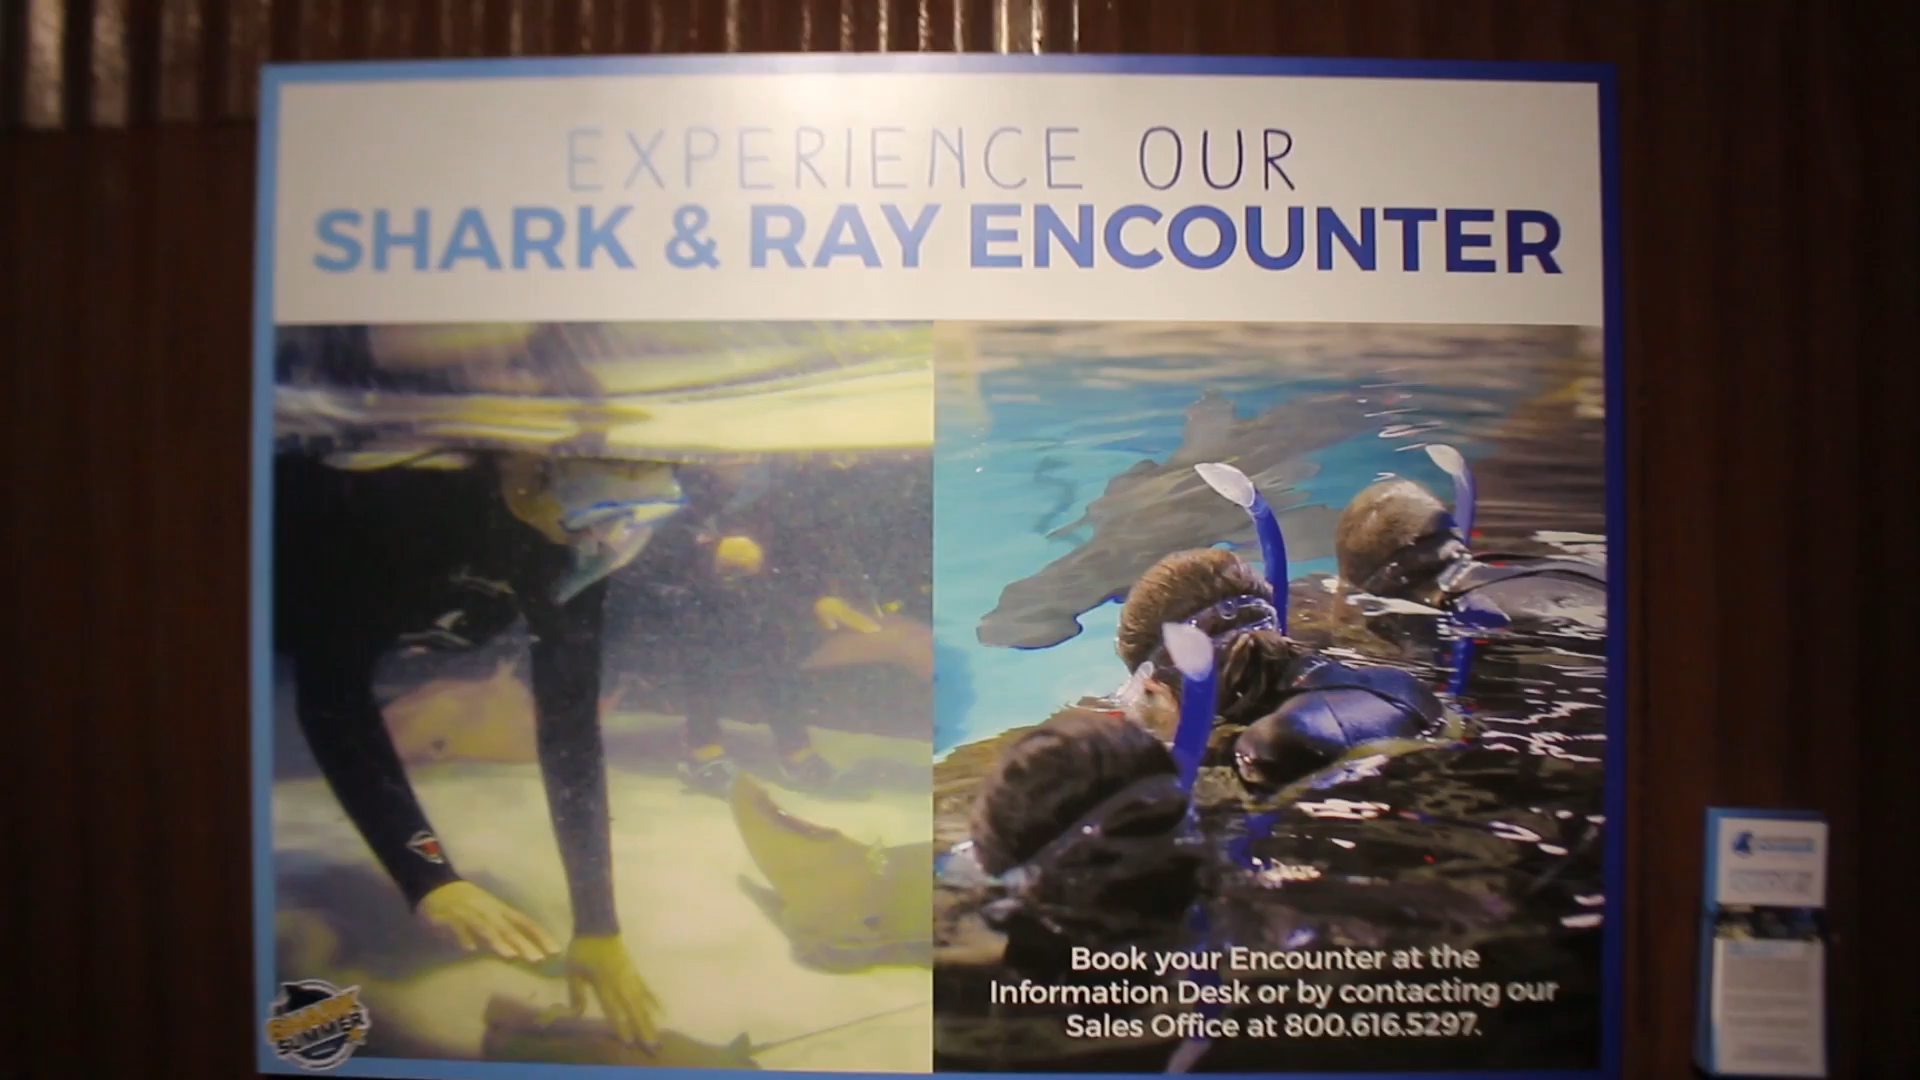 EXPERIENCE OUR
SHARK & RAY ENCOUNTER
Book your Encounter at the
Information Desk or by contacting our
Sales Office at 800.616.5297.
SUMMER